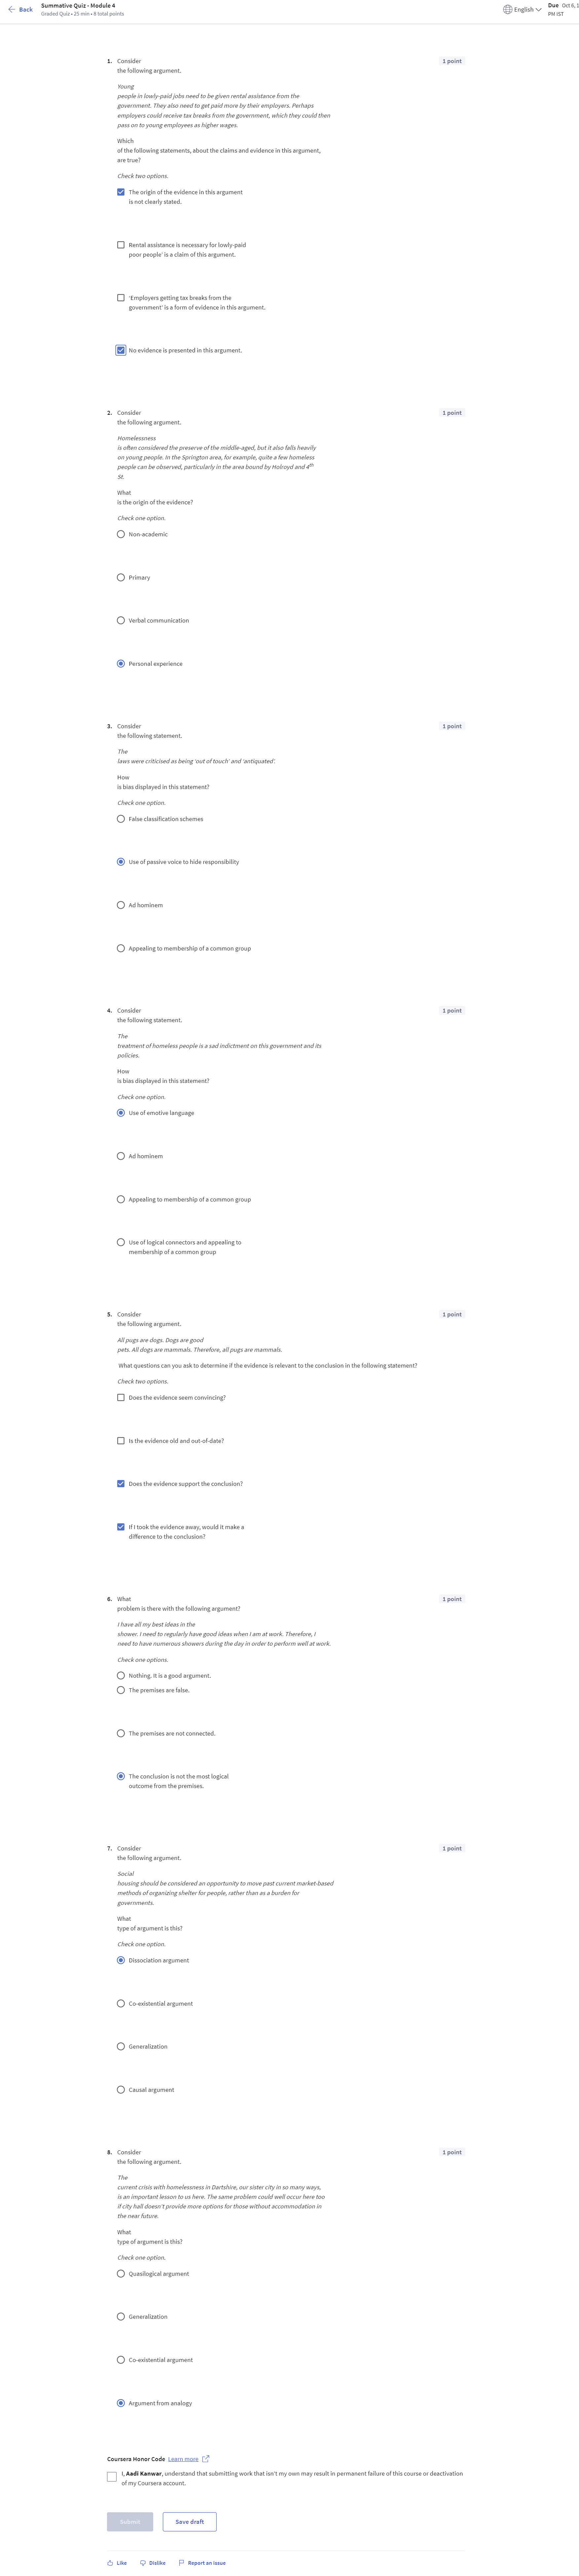 Back
Summative Quiz - Module 4
Graded Quiz • 25 min • 8 total points
English
Due Oct 6, 1
PM IST
1. Consider
the following argument.
1 point
Young
people in lowly-paid jobs need to be given rental assistance from the
government. They also need to get paid more by their employers. Perhaps
employers could receive tax breaks from the government, which they could then
pass on to young employees as higher wages.
Which
of the following statements, about the claims and evidence in this argument,
are true?
Check two options.
The origin of the evidence in this argument
is not clearly stated.
Rental assistance is necessary for lowly-paid
poor people' is a claim of this argument.
'Employers getting tax breaks from the
government' is a form of evidence in this argument.
No evidence is presented in this argument.
2. Consider
the following argument.
1 point
Homelessness
is often considered the preserve of the middle-aged, but it also falls heavily
on young people. In the Springton area, for example, quite a few homeless
people can be observed, particularly in the area bound by Holroyd and 4th
St.
What
is the origin of the evidence?
Check one option.
Non-academic
Primary
Verbal communication
Personal experience
3. Consider
the following statement.
1 point
The
laws were criticised as being 'out of touch' and 'antiquated'.
How
is bias displayed in this statement?
Check one option.
False classification schemes
Use of passive voice to hide responsibility
Ad hominem
Appealing to membership of a common group
4. Consider
the following statement.
1 point
The
treatment of homeless people is a sad indictment on this government and its
policies.
How
is bias displayed in this statement?
Check one option.
Use of emotive language
Ad hominem
Appealing to membership of a common group
Use of logical connectors and appealing to
membership of a common group
5. Consider
the following argument.
1 point
All pugs are dogs. Dogs are good
pets. All dogs are mammals. Therefore, all pugs are mammals.
What questions can you ask to determine if the evidence is relevant to the conclusion in the following statement?
Check two options.
Does the evidence seem convincing?
Is the evidence old and out-of-date?
Does the evidence support the conclusion?
If I took the evidence away, would it make a
difference to the conclusion?
6. What
problem is there with the following argument?
1 point
I have all my best ideas in the
shower. I need to regularly have good ideas when I am at work. Therefore, I
need to have numerous showers during the day in order to perform well at work.
Check one options.
Nothing. It is a good argument.
The premises are false.
The premises are not connected.
The conclusion is not the most logical
outcome from the premises.
7. Consider
the following argument.
1 point
Social
housing should be considered an opportunity to move past current market-based
methods of organizing shelter for people, rather than as a burden for
governments.
What
type of argument is this?
Check one option.
Dissociation argument
Co-existential argument
Generalization
Causal argument
8. Consider
the following argument.
1 point
The
current crisis with homelessness in Dartshire, our sister city in so many ways,
is an important lesson to us here. The same problem could well occur here too
if city hall doesn't provide more options for those without accommodation in
the near future.
What
type of argument is this?
Check one option.
Quasilogical argument
Generalization
Co-existential argument
Argument from analogy
Coursera Honor Code Learn more
I, Aadi Kanwar, understand that submitting work that isn't my own may result in permanent failure of this course or deactivation
of my Coursera account.
Submit
Save draft
Like
Dislike
Report an issue